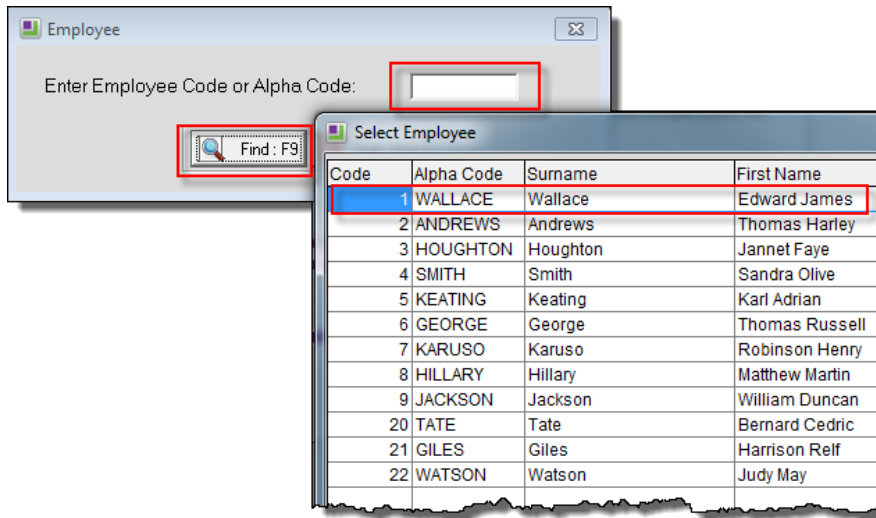 Employee
Enter Employee Code or Alpha Code:
Find : F9
Select Employee
Code Alpha Code Surname First Name
1 WALLACE Wallace Edward James
2 ANDREWS Andrews Thomas Harley
3 HOUGHTON Houghton Jannet Faye
4 SMITH Smith Sandra Olive
5 KEATING Keating Karl Adrian
6 GEORGE George Thomas Russell
7 KARUSO Karuso Robinson Henry
8 HILLARY Hillary Matthew Martin
9 JACKSON Jackson William Duncan
20 TATE Tate Bernard Cedric
21 GILES Giles Harrison Relf
22 WATSON Watson Judy May